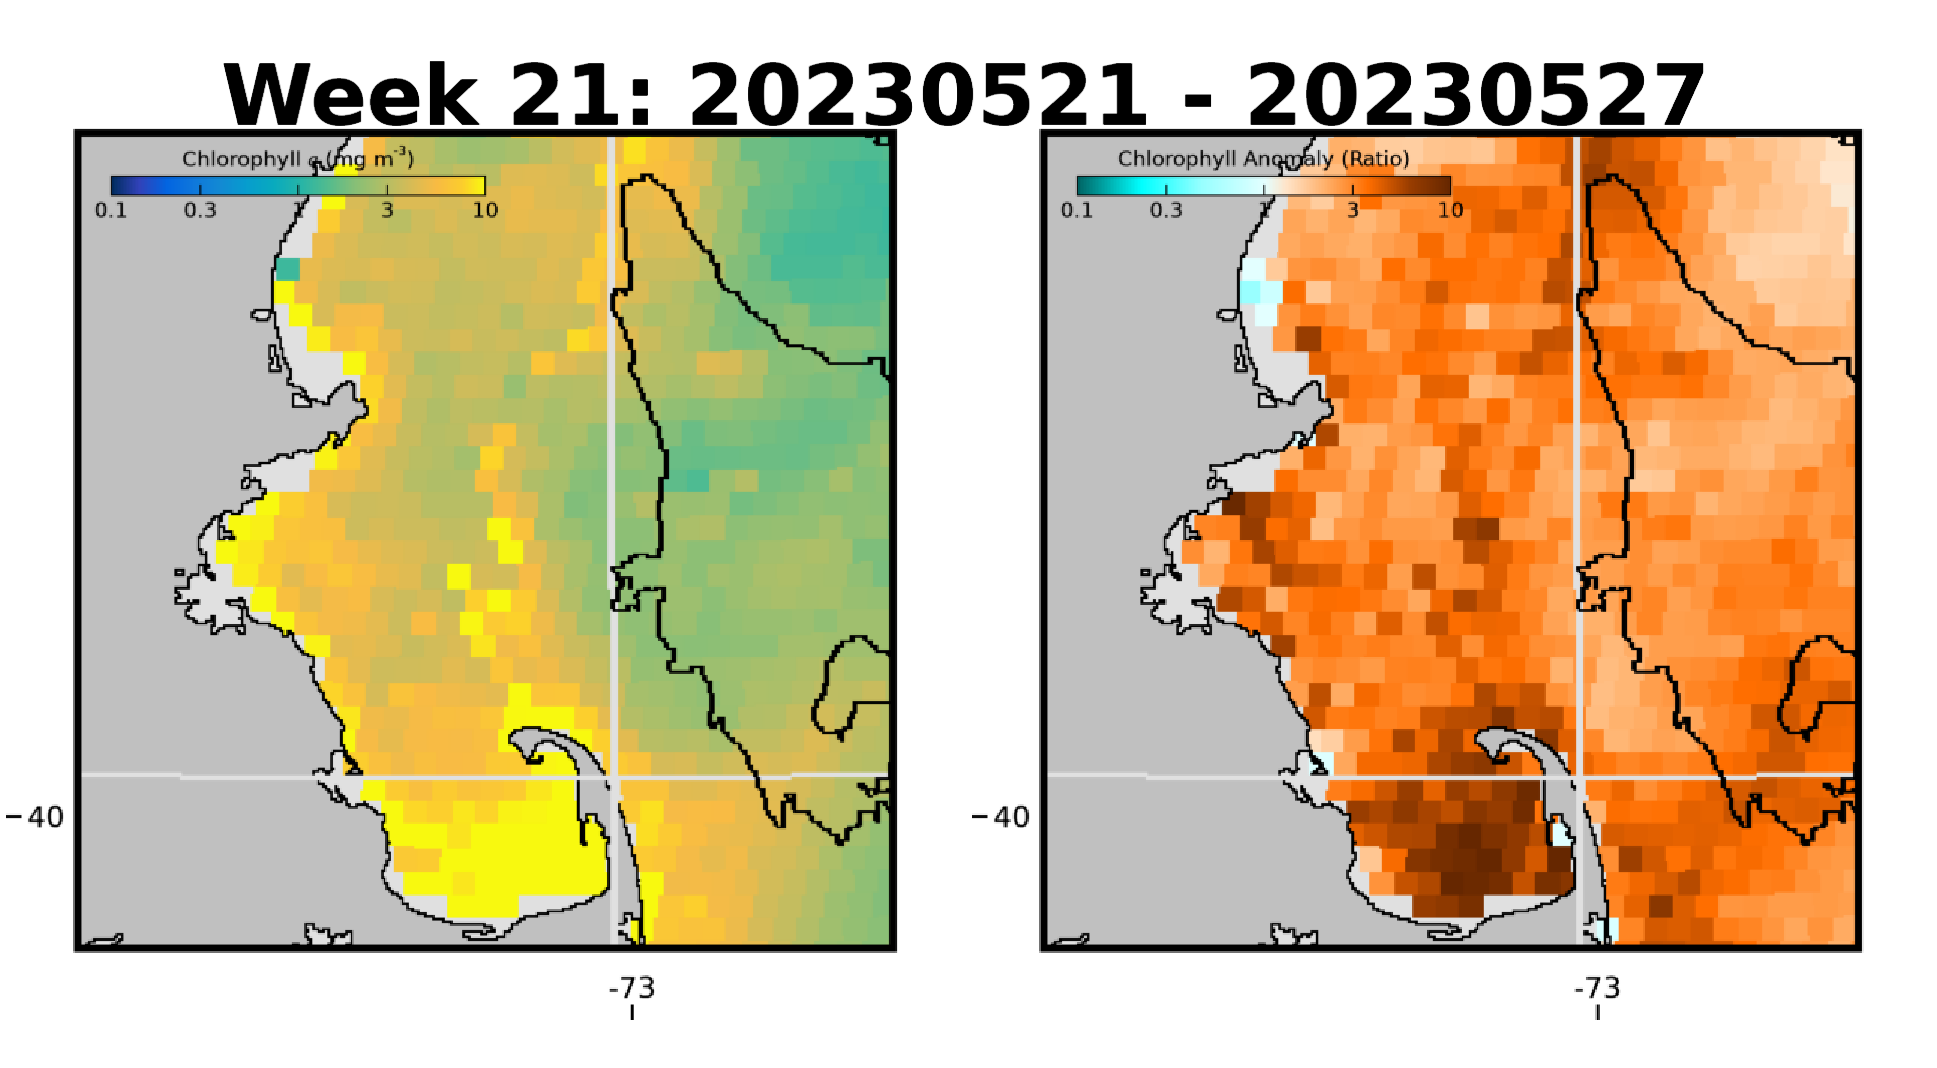 Week 21: 20230521 - 20230527
Chlorophyll a (mg m-3)
0.1 0.3 1 3 10
Chlorophyll Anomaly (Ratio)
0.1 0.3 1 3 10
-40
-40
-73
-73